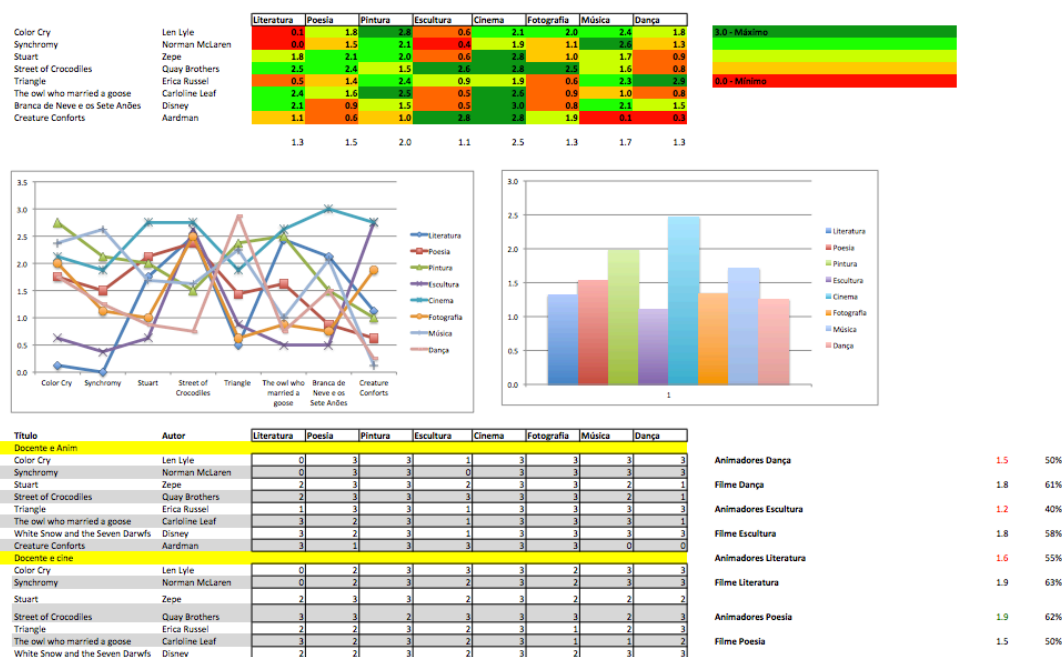 Literatura Poesia Pintura Escultura Cinema Fotografia Música Dança
Color Cry Len Lyle 0.1 1.8 2.8 0.6 2.1 2.0 2.4 1.8 3.0 - Máximo
Synchromy Norman McLaren 0.0 1.5 2.1 0.4 1.9 1.1 2.6 1.3
Stuart Zepe 1.8 2.1 2.0 0.6 2.8 1.0 1.7 0.9
Street of Crocodiles Quay Brothers 2.5 2.4 1.5 2.6 2.8 2.5 1.6 0.8
Triangle Erica Russel 0.5 1.4 2.4 0.9 1.9 0.6 2.3 2.9 0.0 - Mínimo
The owl who married a goose Carloline Leaf 2.4 1.6 2.5 0.5 2.6 0.9 1.0 0.8
Branca de Neve e os Sete Anões Disney 2.1 0.9 1.5 0.5 3.0 0.8 2.1 1.5
Creature Conforts Aardman 1.1 0.6 1.0 2.8 2.8 1.9 0.1 0.3
1.3 1.5 2.0 1.1 2.5 1.3 1.7 1.3
3.5
3.0
2.5
2.0
1.5
1.0
0.5
0.0
Color Cry Synchromy Stuart Street of Crocodiles Triangle The owl who married a goose Branca de Neve e os Sete Anões Creature Conforts
Literatura
Poesia
Pintura
Escultura
Cinema
Fotografia
Música
Dança
3.0
2.5
2.0
1.5
1.0
0.5
0.0
1
Literatura
Poesia
Pintura
Escultura
Cinema
Fotografia
Música
Dança
Título Autor Literatura Poesia Pintura Escultura Cinema Fotografia Música Dança
Docente e Anim
Color Cry Len Lyle 0 3 3 1 3 3 3 3 Animadores Dança 1.5 50%
Synchromy Norman McLaren 0 3 3 0 3 3 3 3
Stuart Zepe 2 3 3 2 3 3 2 1 Filme Dança 1.8 61%
Street of Crocodiles Quay Brothers 2 3 3 3 3 3 2 1
Triangle Erica Russel 1 3 3 1 3 3 3 3 Animadores Escultura 1.2 40%
The owl who married a goose Carloline Leaf 3 2 3 1 3 3 3 1
White Snow and the Seven Darwfs Disney 3 2 3 1 3 3 3 3 Filme Escultura 1.8 58%
Creature Conforts Aardman 3 1 3 3 3 3 0 0
Docente e cine Animadores Literatura 1.6 55%
Color Cry Len Lyle 0 2 3 2 3 2 3 3
Synchromy Norman McLaren 0 2 3 2 3 2 3 3 Filme Literatura 1.9 63%
Stuart Zepe 2 3 3 2 3 2 2 2
Street of Crocodiles Quay Brothers 3 3 2 3 3 3 2 3 Animadores Poesia 1.9 62%
Triangle Erica Russel 2 2 3 2 3 1 2 3
The owl who married a goose Carloline Leaf 3 2 3 2 3 1 1 2 Filme Poesia 1.5 50%
White Snow and the Seven Darwfs Disney 2 2 3 2 3 2 3 3